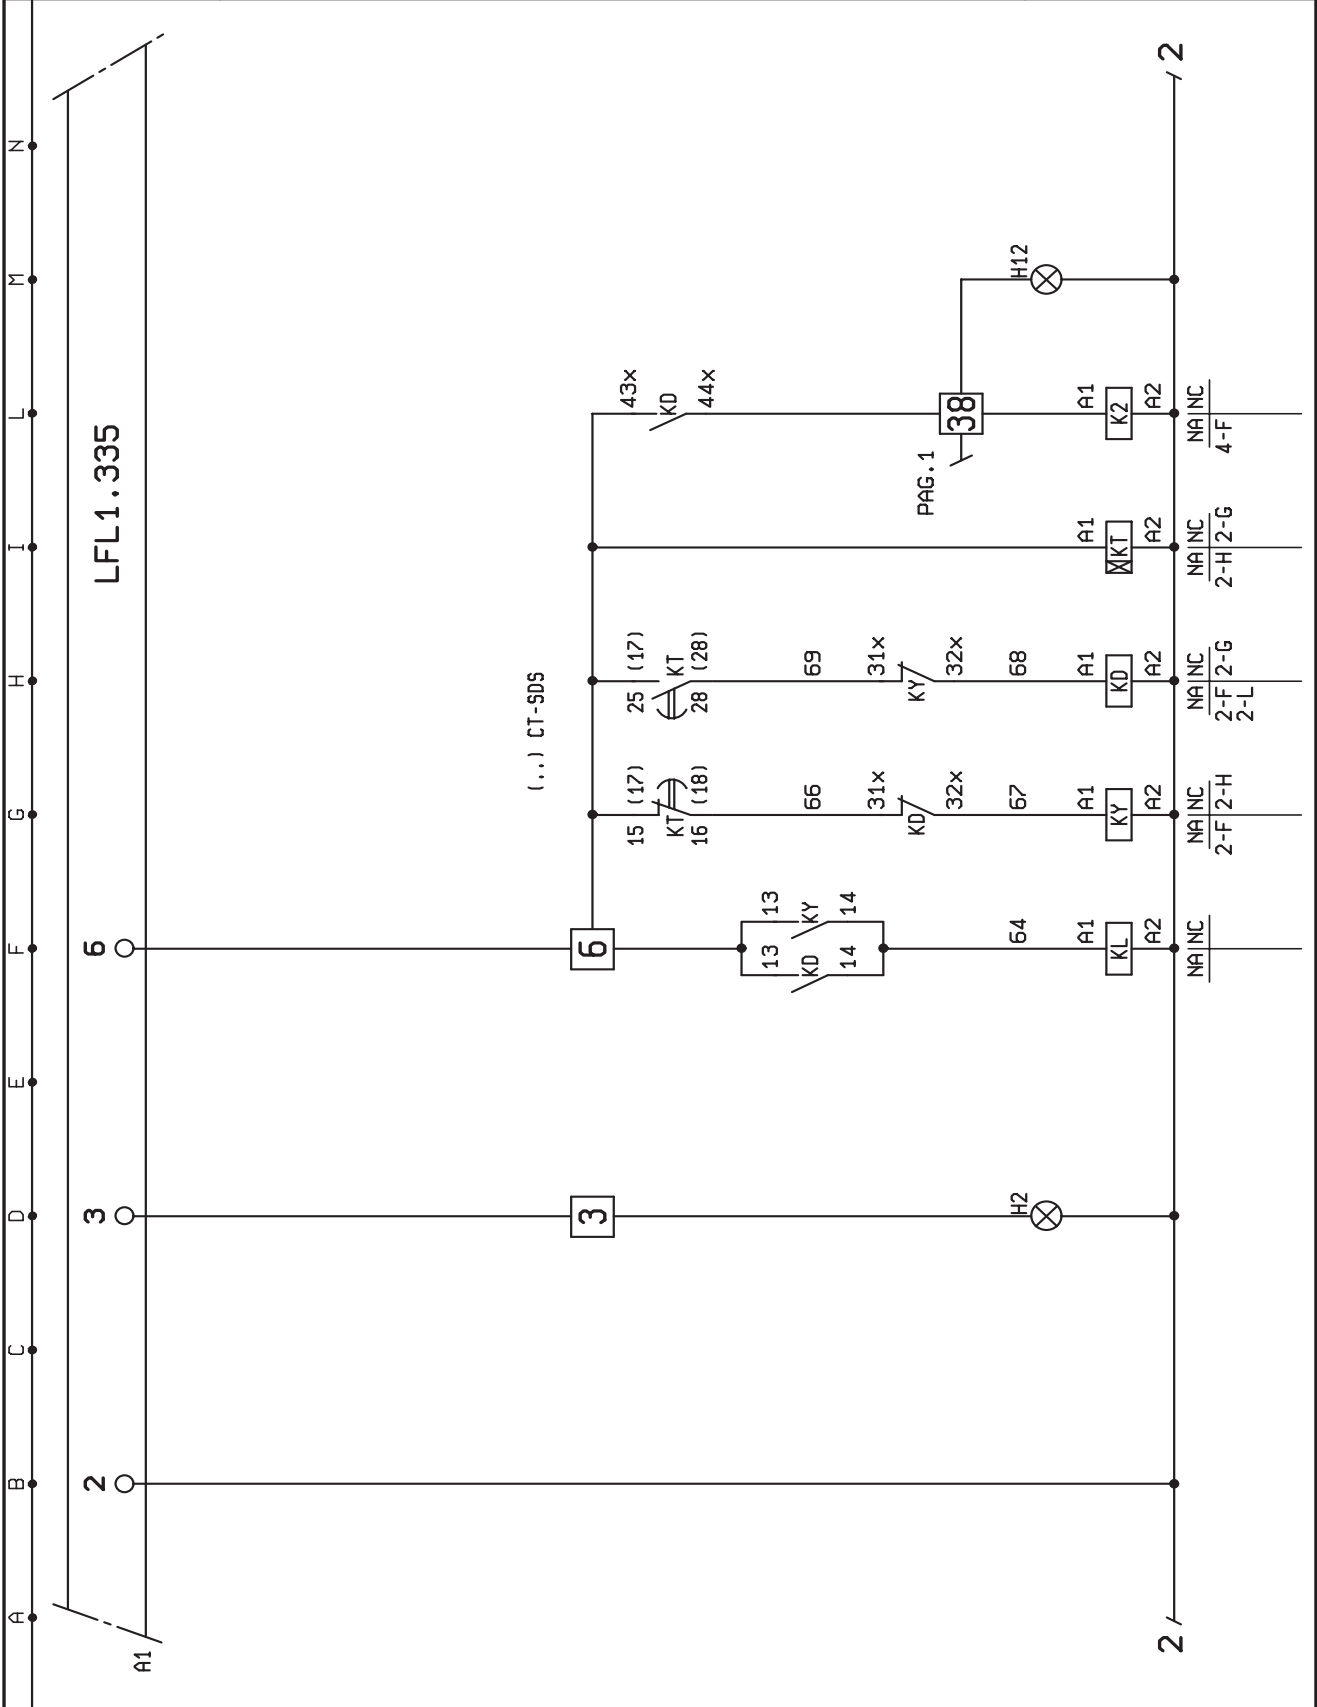 A B C D E F G H I L M N
A1
LFL1.335
2
3
6
(..) CT-SDS
3
6
15 (17)
KT
16 (18)
25 (17)
KT
28 (28)
43x
KD
44x
13
KD
14
13
KY
14
66
69
31x
KD
32x
31x
KY
32x
PAG.1
38
64
67
68
H2
H12
A1
KL
A2
A1
KY
A2
A1
KD
A2
A1
KT
A2
A1
K2
A2
2
2
NA NC
NA NC
2-F 2-H
NA NC
2-F 2-G
2-L
NA NC
2-H 2-G
NA NC
4-F